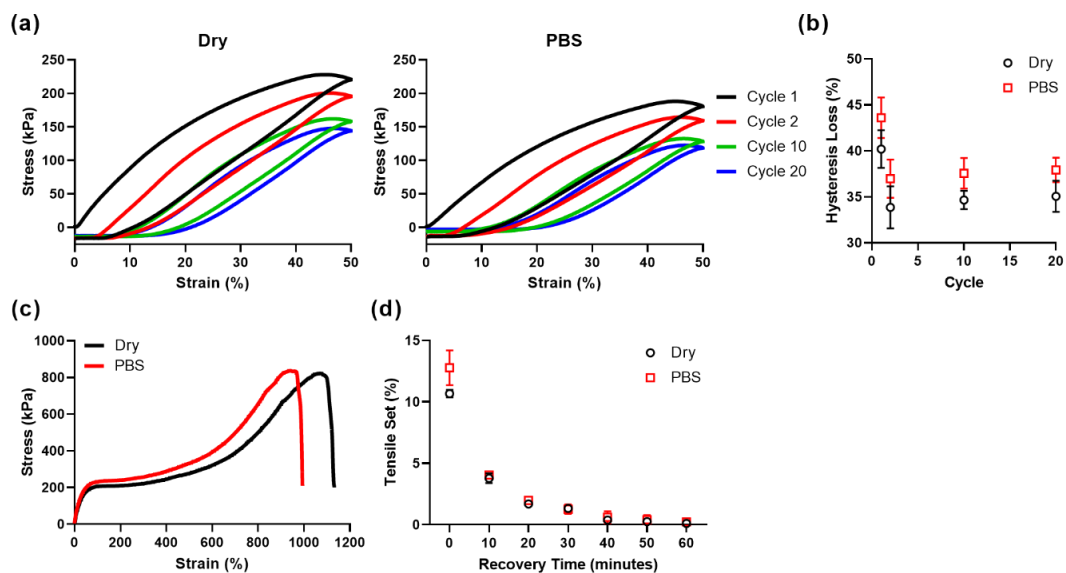 (a)
Dry
Stress (kPa)
250
200
150
100
50
0
0 10 20 30 40 50
Strain (%)
PBS
Stress (kPa)
250
200
150
100
50
0
0 10 20 30 40 50
Strain (%)
Cycle 1
Cycle 2
Cycle 10
Cycle 20
(b)
Hysteresis Loss (%)
50
45
40
35
30
0 5 10 15 20
Cycle
Dry
PBS
(c)
Dry
PBS
Stress (kPa)
1000
800
600
400
200
0
0 200 400 600 800 1000 1200
Strain (%)
(d)
Dry
PBS
Tensile Set (%)
15
10
5
0
0 10 20 30 40 50 60
Recovery Time (minutes)